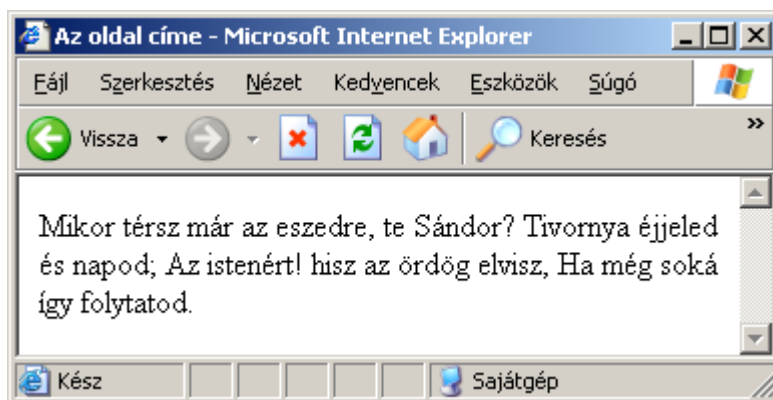 Az oldal címe - Microsoft Internet Explorer
Fájl Szerkesztés Nézet Kedvencek Eszközök Súgó
Vissza Keresés »
Mikor térsz már az eszedre, te Sándor? Tivornya éjjeled
és napod; Az istenért! hisz az ördög elvisz, Ha még soká
így folytatod.
Kész Sajátgép